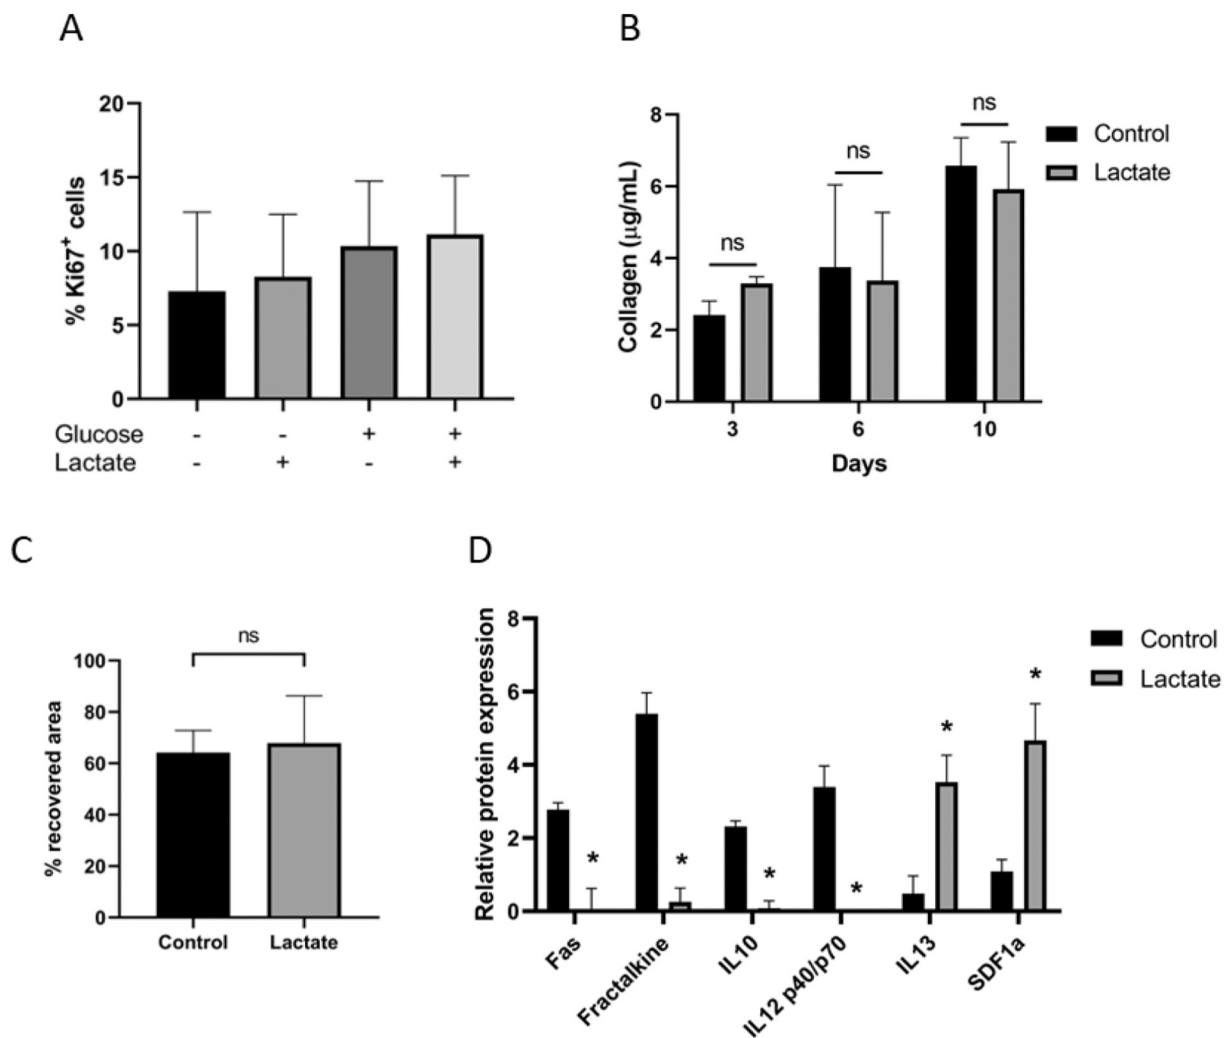 A
20
15
10
5
0
% Ki67+ cells
Glucose - - + +
Lactate - + - +
B
8
6
4
2
0
Collagen (µg/mL)
ns
ns
ns
3 6 10
Days
Control
Lactate
C
100
80
60
40
20
0
% recovered area
ns
Control Lactate
D
8
6
4
2
0
Relative protein expression
* * * * * *
Fas Fractalkine IL10 IL12 p40/p70 IL13 SDF1a
Control
Lactate